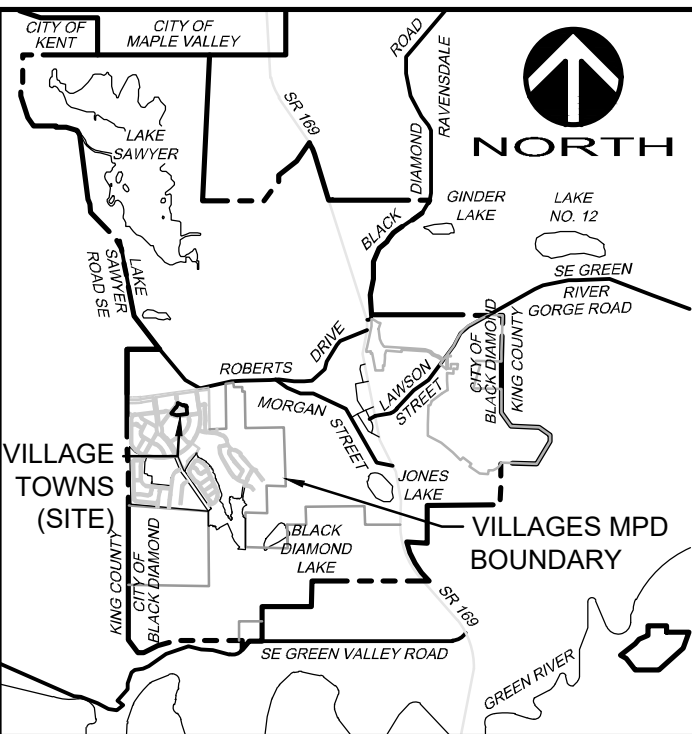 CITY OF
KENT
CITY OF
MAPLE VALLEY
SR 169
ROAD
RAVENSDALE
DIAMOND
BLACK
NORTH
LAKE
SAWYER
GINDER
LAKE
LAKE
NO. 12
SE GREEN
RIVER
GORGE ROAD
LAKE
SAWYER
ROAD SE
LAKE
CITY OF
BLACK DIAMOND
KING COUNTY
ROBERTS
DRIVE
LAWSON
STREET
MORGAN
STREET
VILLAGE
TOWNS
(SITE)
JONES
LAKE
VILLAGES MPD
BOUNDARY
BLACK
DIAMOND
LAKE
KING COUNTY
CITY OF
BLACK DIAMOND
SR 169
SE GREEN VALLEY ROAD
GREEN RIVER